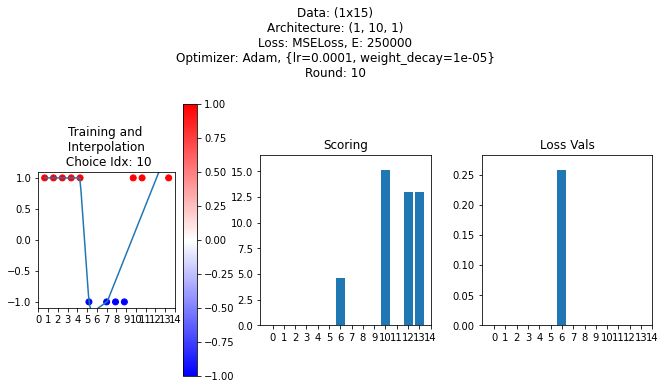 Data: (1x15)
Architecture: (1, 10, 1)
Loss: MSELoss, E: 250000
Optimizer: Adam, {lr=0.0001, weight_decay=1e-05}
Round: 10
Training and
Interpolation
Choice Idx: 10
1.0
0.5
0.0
−0.5
−1.0
0 1 2 3 4 5 6 7 8 9 10 11 12 13 14
1.00
0.75
0.50
0.25
0.00
−0.25
−0.50
−0.75
−1.00
Scoring
15.0
12.5
10.0
7.5
5.0
2.5
0.0
0 1 2 3 4 5 6 7 8 9 10 11 12 13 14
Loss Vals
0.25
0.20
0.15
0.10
0.05
0.00
0 1 2 3 4 5 6 7 8 9 10 11 12 13 14